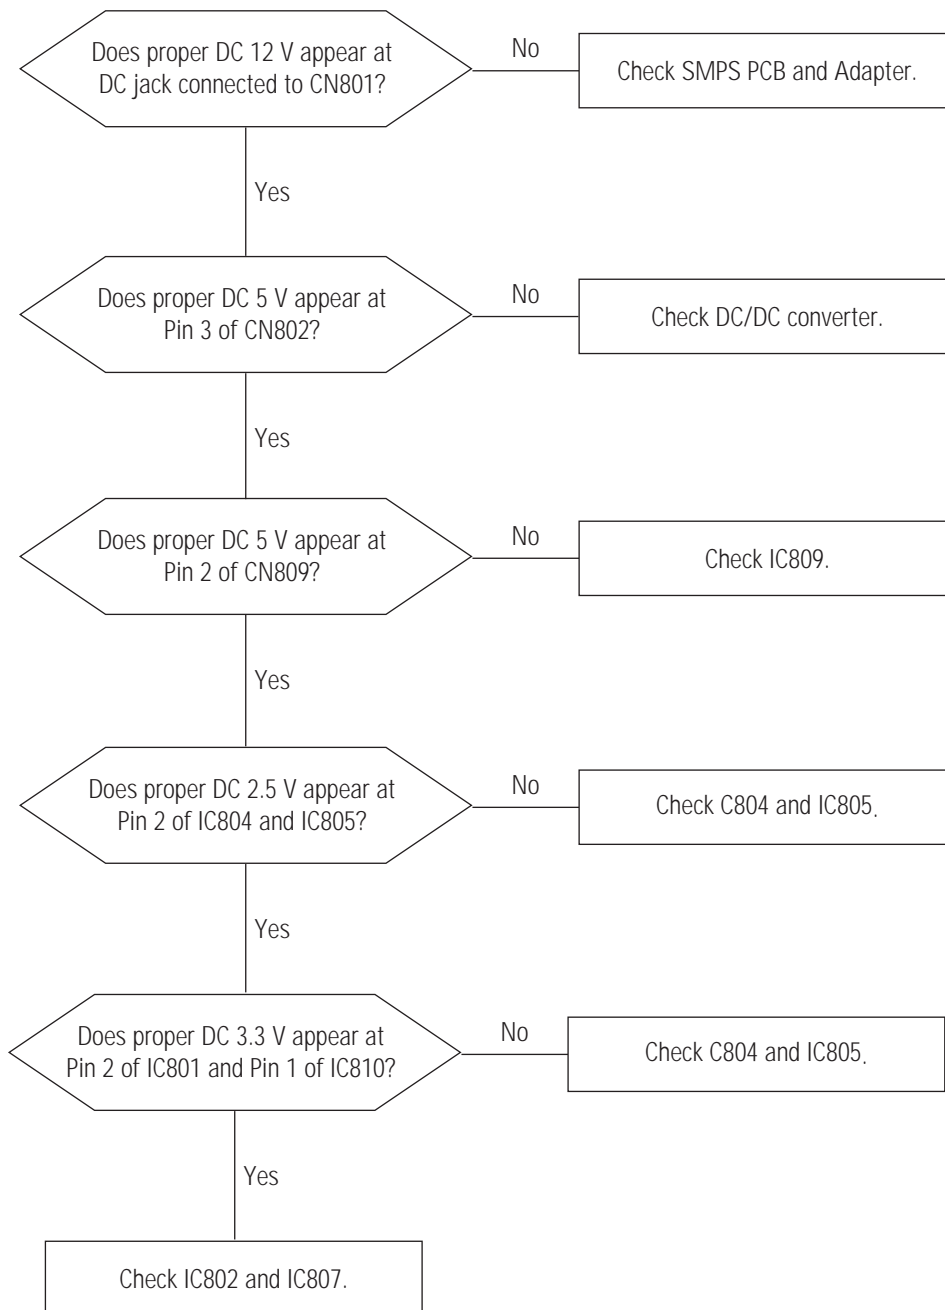 Does proper DC 12 V appear at
DC jack connected to CN801?
No
Check SMPS PCB and Adapter.
Yes
Does proper DC 5 V appear at
Pin 3 of CN802?
No
Check DC/DC converter.
Yes
Does proper DC 5 V appear at
Pin 2 of CN809?
No
Check IC809.
Yes
Does proper DC 2.5 V appear at
Pin 2 of IC804 and IC805?
No
Check C804 and IC805.
Yes
Does proper DC 3.3 V appear at
Pin 2 of IC801 and Pin 1 of IC810?
No
Check C804 and IC805.
Yes
Check IC802 and IC807.